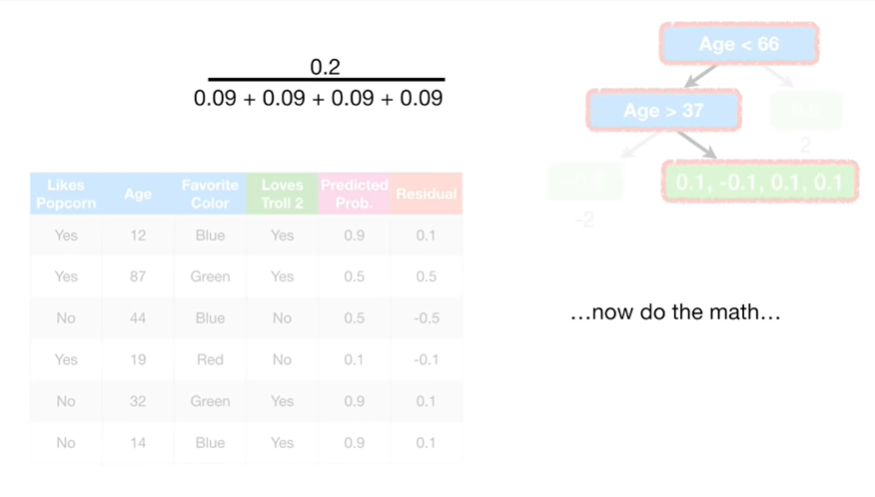 0.2
0.09 + 0.09 + 0.09 + 0.09
Age < 66
Age > 37
2
0.1, -0.1, 0.1, 0.1
-2
Likes Popcorn Age Favorite Color Loves Troll 2 Predicted Prob. Residual
Yes 12 Blue Yes 0.9 0.1
Yes 87 Green Yes 0.5 0.5
No 44 Blue No 0.5 -0.5
Yes 19 Red No 0.1 -0.1
No 32 Green Yes 0.9 0.1
No 14 Blue Yes 0.9 0.1
...now do the math...